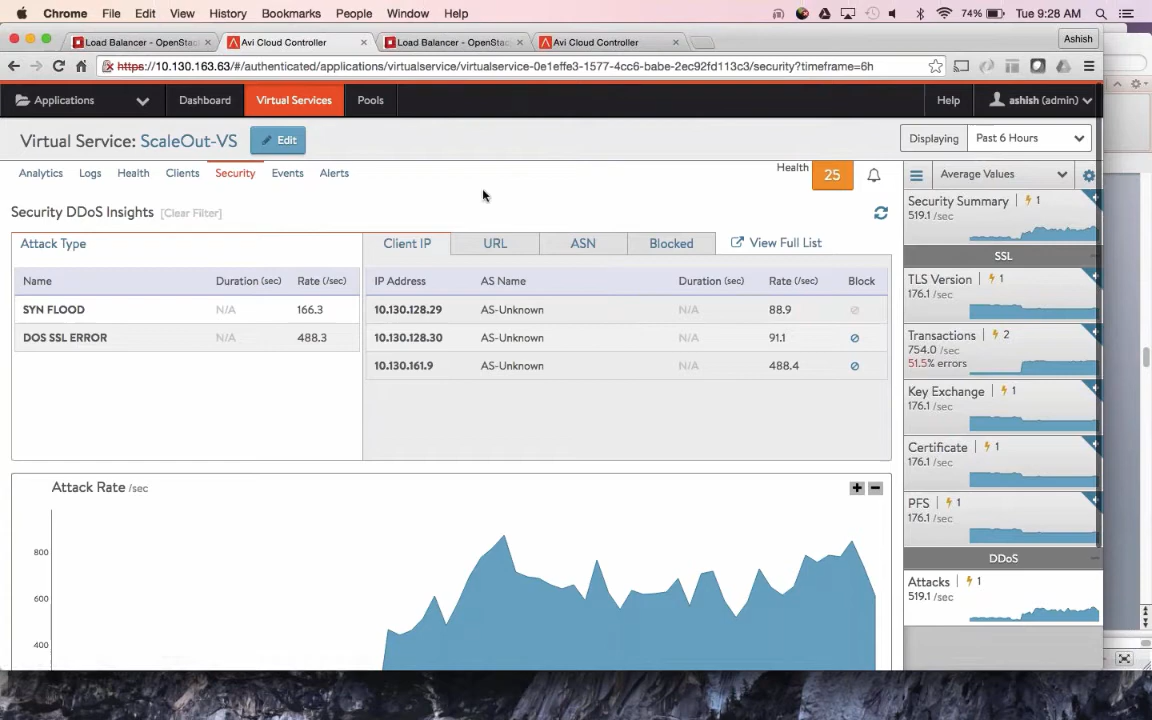 Chrome File Edit View History Bookmarks People Window Help 74% Tue 9:28 AM
Load Balancer - OpenStac Avi Cloud Controller Load Balancer - OpenStac Avi Cloud Controller Ashish
https://10.130.163.63/#/authenticated/applications/virtualservice/virtualservice-0e1effe3-1577-4cc6-babe-2ec92fd113c3/security?timeframe=6h
Applications Dashboard Virtual Services Pools Help ashish (admin)
Virtual Service: ScaleOut-VS Edit Displaying Past 6 Hours
Analytics Logs Health Clients Security Events Alerts Health 25
Average Values
Security DDoS Insights [Clear Filter]
Attack Type
Name Duration (sec) Rate (/sec)
SYN FLOOD N/A 166.3
DOS SSL ERROR N/A 488.3
Client IP URL ASN Blocked View Full List
IP Address AS Name Duration (sec) Rate (/sec) Block
10.130.128.29 AS-Unknown N/A 88.9
10.130.128.30 AS-Unknown N/A 91.1
10.130.161.9 AS-Unknown N/A 488.4
Attack Rate /sec
800
600
400
Security Summary 1
519.1 /sec
SSL
TLS Version 1
176.1 /sec
Transactions 2
754.0 /sec
51.5% errors
Key Exchange 1
176.1 /sec
Certificate 1
176.1 /sec
PFS 1
176.1 /sec
DDoS
Attacks 1
519.1 /sec